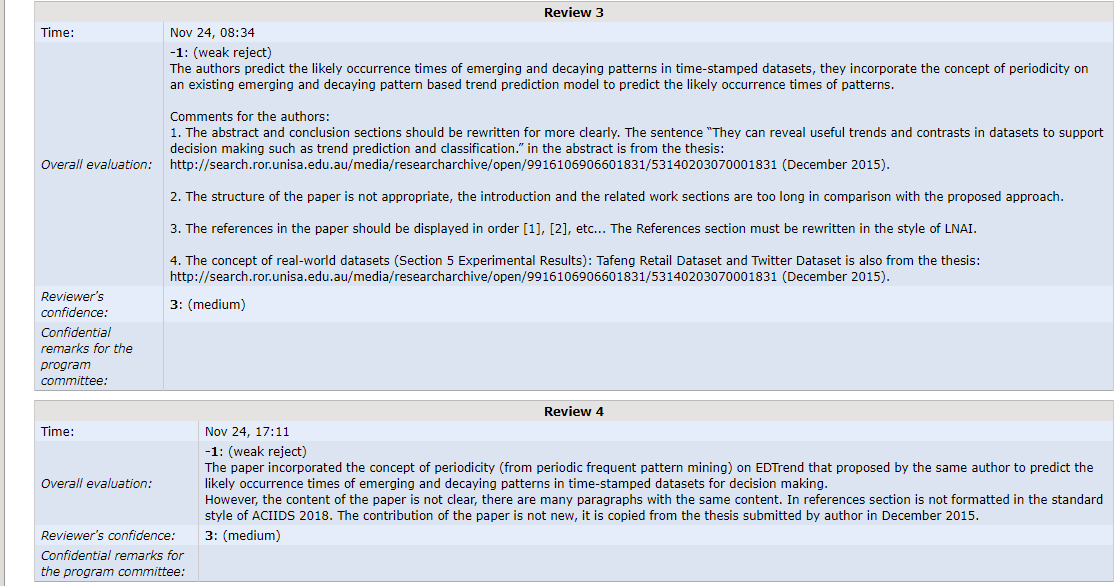 Review 3
Time: Nov 24, 08:34
-1: (weak reject)
The authors predict the likely occurrence times of emerging and decaying patterns in time-stamped datasets, they incorporate the concept of periodicity on
an existing emerging and decaying pattern based trend prediction model to predict the likely occurrence times of patterns.
Comments for the authors:
1. The abstract and conclusion sections should be rewritten for more clearly. The sentence “They can reveal useful trends and contrasts in datasets to support
Overall evaluation: decision making such as trend prediction and classification.” in the abstract is from the thesis:
http://search.ror.unisa.edu.au/media/researcharchive/open/9916106906601831/53140203070001831 (December 2015).
2. The structure of the paper is not appropriate, the introduction and the related work sections are too long in comparison with the proposed approach.
3. The references in the paper should be displayed in order [1], [2], etc... The References section must be rewritten in the style of LNAI.
4. The concept of real-world datasets (Section 5 Experimental Results): Tafeng Retail Dataset and Twitter Dataset is also from the thesis:
http://search.ror.unisa.edu.au/media/researcharchive/open/9916106906601831/53140203070001831 (December 2015).
Reviewer's
confidence: 3: (medium)
Confidential
remarks for the
program
committee:
Review 4
Time: Nov 24, 17:11
-1: (weak reject)
The paper incorporated the concept of periodicity (from periodic frequent pattern mining) on EDTrend that proposed by the same author to predict the
Overall evaluation: likely occurrence times of emerging and decaying patterns in time-stamped datasets for decision making.
However, the content of the paper is not clear, there are many paragraphs with the same content. In references section is not formatted in the standard
style of ACIIDS 2018. The contribution of the paper is not new, it is copied from the thesis submitted by author in December 2015.
Reviewer's confidence: 3: (medium)
Confidential remarks for
the program committee: